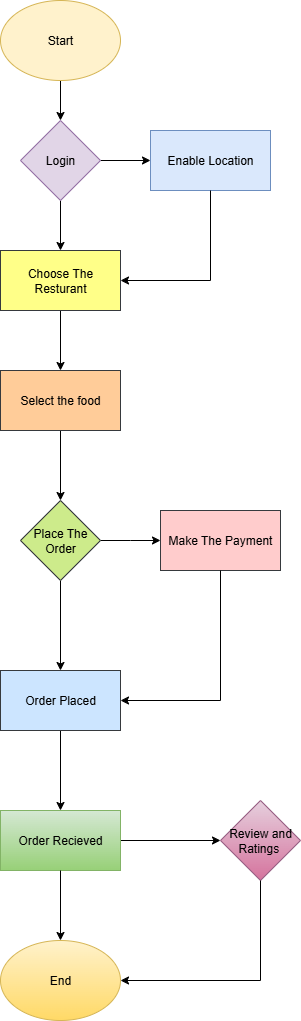 Start
Login
Enable Location
Choose The
Resturant
Select the food
Place The
Order
Make The Payment
Order Placed
Order Recieved
Review and
Ratings
End